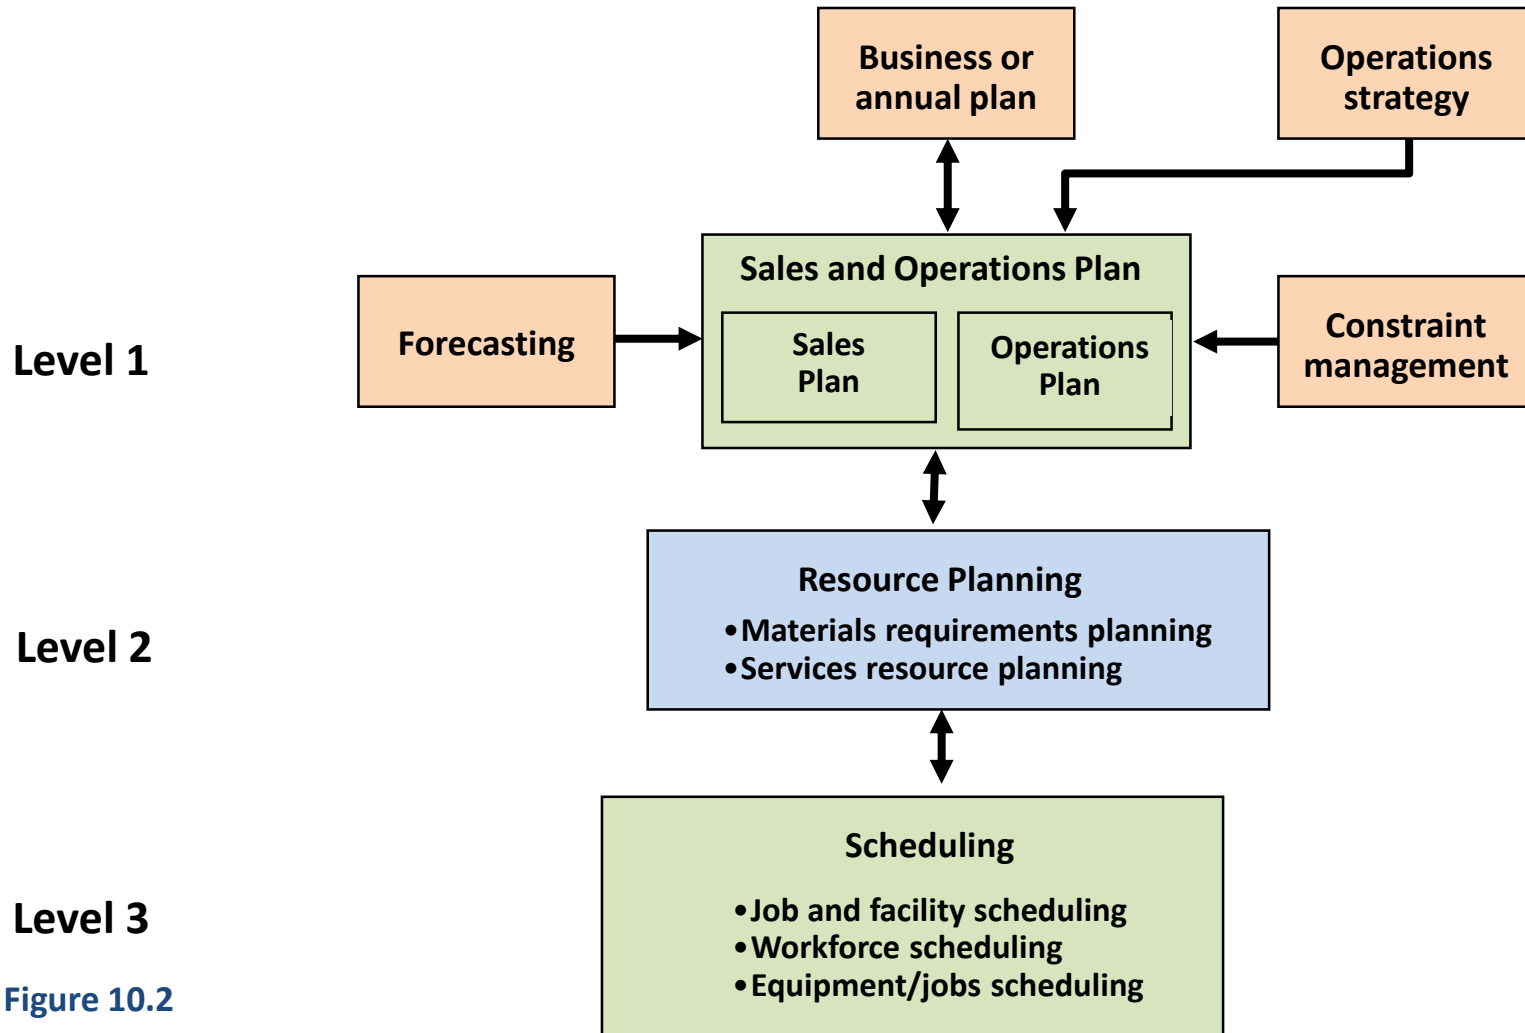 Business or
annual plan
Operations
strategy
Sales and Operations Plan
Level 1
Forecasting
Sales
Plan
Operations
Plan
Constraint
management
Level 2
Resource Planning
•Materials requirements planning
•Services resource planning
Level 3
Scheduling
•Job and facility scheduling
•Workforce scheduling
•Equipment/jobs scheduling
Figure 10.2